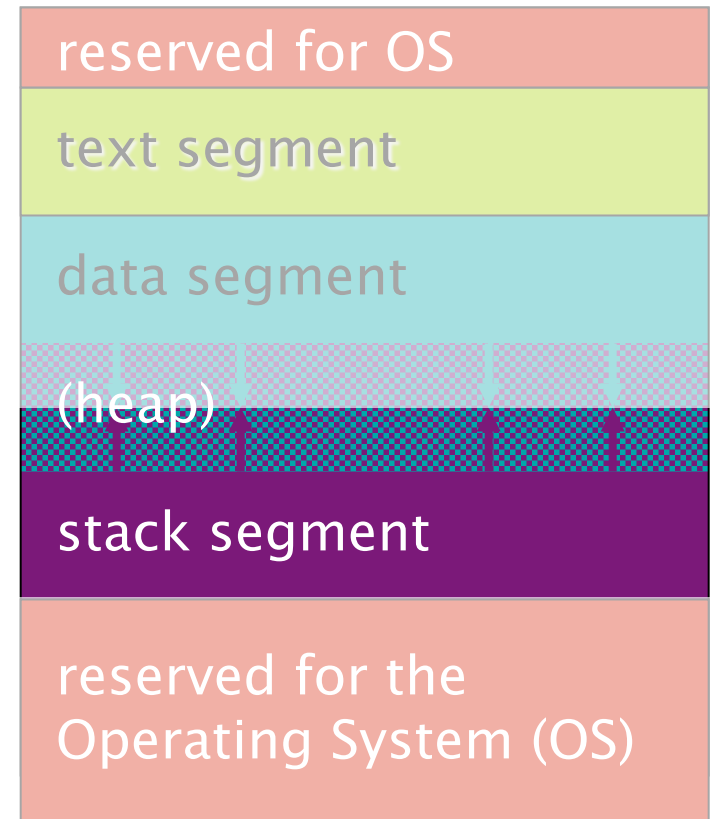 reserved for OS
text segment
data segment
(heap)
stack segment
reserved for the
Operating System (OS)